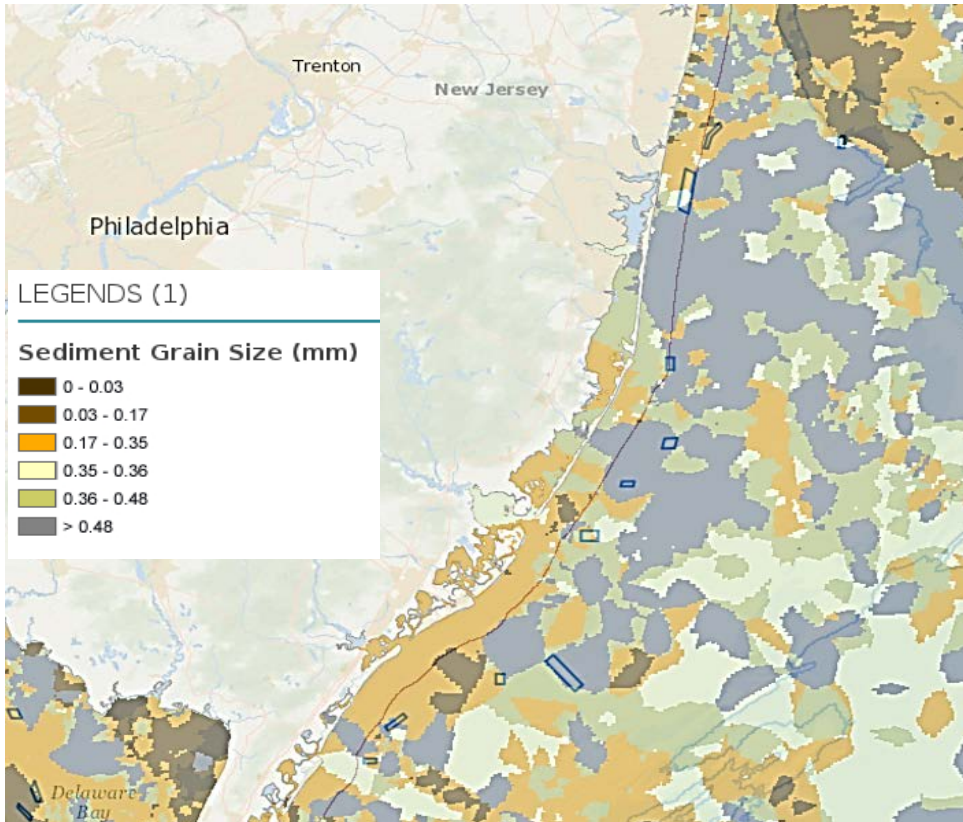 Trenton
New Jersey
Philadelphia
LEGENDS (1)
Sediment Grain Size (mm)
0 - 0.03
0.03 - 0.17
0.17 - 0.35
0.35 - 0.36
0.36 - 0.48
> 0.48
Delaware
Bay